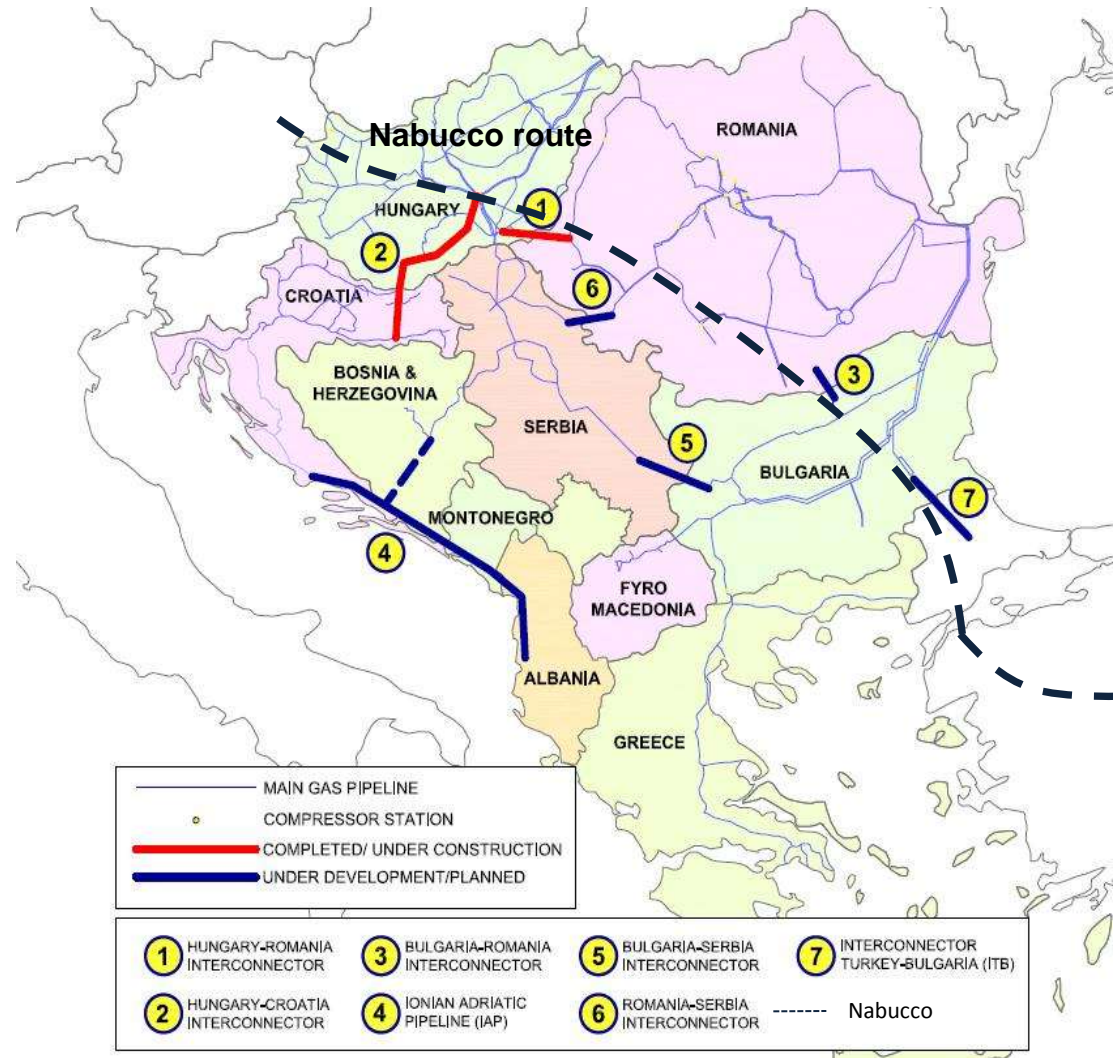 Nabucco route
ROMANIA
1
HUNGARY
2
6
CROATIA
BOSNIA &
HERZEGOVINA
3
SERBIA
5
BULGARIA
7
MONTONEGRO
4
FYRO
MACEDONIA
ALBANIA
GREECE
MAIN GAS PIPELINE
COMPRESSOR STATION
COMPLETED/ UNDER CONSTRUCTION
UNDER DEVELOPMENT/PLANNED
1 HUNGARY-ROMANIA
INTERCONNECTOR
3 BULGARIA-ROMANIA
INTERCONNECTOR
5 BULGARIA-SERBIA
INTERCONNECTOR
7 INTERCONNECTOR
TURKEY-BULGARIA (ITB)
2 HUNGARY-CROATIA
INTERCONNECTOR
4 IONIAN ADRIATIC
PIPELINE (IAP)
6 ROMANIA-SERBIA
INTERCONNECTOR
Nabucco